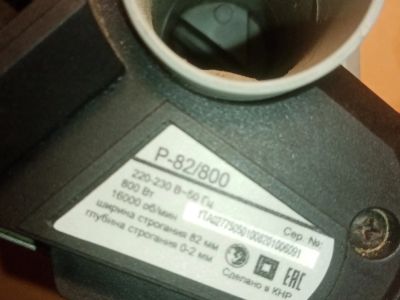 Р-82/800
220-230 В~50 Гц
800 Вт
16000 об/мин
ширина строгания 82 мм
глубина строгания 0-2 мм
Сер. №:
Сделано в КНР
EAC